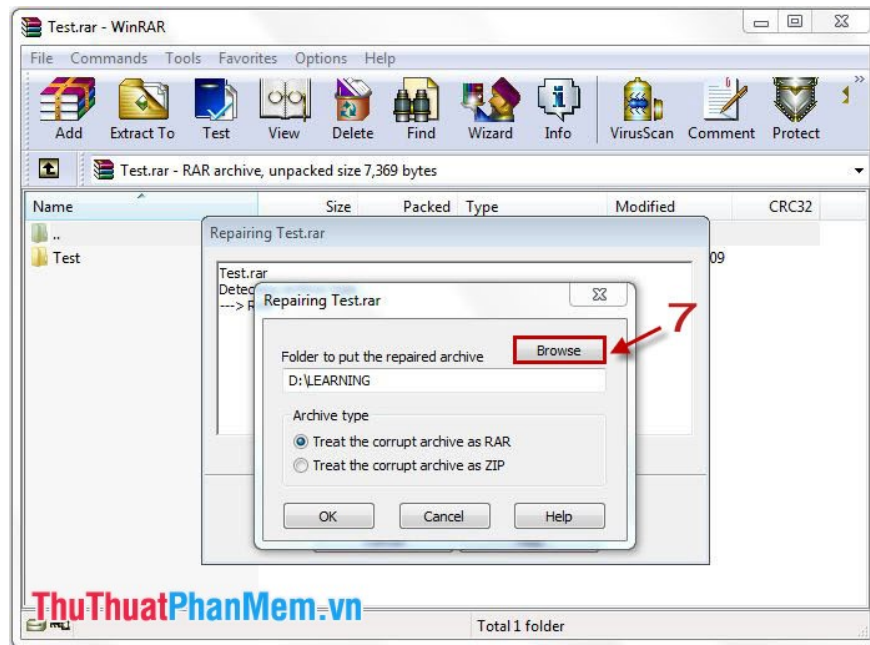 Test.rar - WinRAR
File Commands Tools Favorites Options Help
Add Extract To Test View Delete Find Wizard Info VirusScan Comment Protect
Test.rar - RAR archive, unpacked size 7,369 bytes
Name Size Packed Type Modified CRC32
..
Test 09
Repairing Test.rar
Test.rar
Repairing Test.rar
Folder to put the repaired archive Browse
7
D:\LEARNING
Archive type
Treat the corrupt archive as RAR
Treat the corrupt archive as ZIP
OK Cancel Help
ThuThuatPhanMem.vn
Total 1 folder